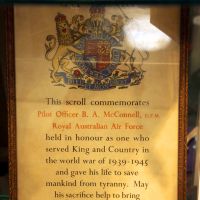 This scroll commemorates
Pilot Officer B. A. McConnell, D.F.M.
Royal Australian Air Force
held in honour as one who
served King and Country in
the world war of 1939-1945
and gave his life to save
mankind from tyranny. May
his sacrifice help to bring